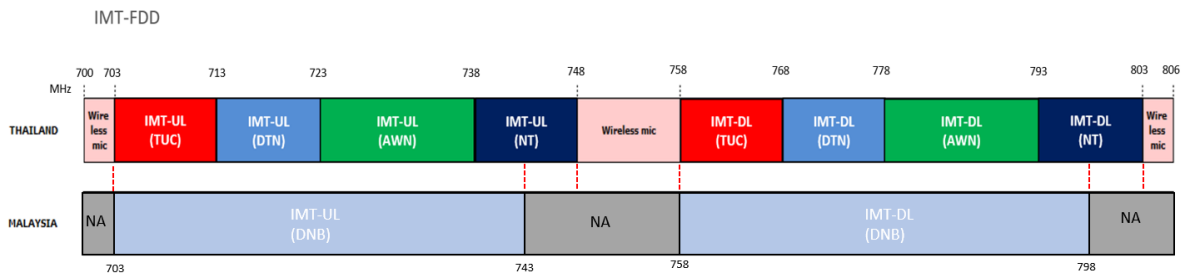 IMT-FDD
700 703 713 723 738 748 758 768 778 793 803 806
MHz
THAILAND
Wire
less
mic
IMT-UL
(TUC)
IMT-UL
(DTN)
IMT-UL
(AWN)
IMT-UL
(NT)
Wireless mic
IMT-DL
(TUC)
IMT-DL
(DTN)
IMT-DL
(AWN)
IMT-DL
(NT)
Wire
less
mic
MALAYSIA
NA
IMT-UL
(DNB)
NA
IMT-DL
(DNB)
NA
703 743 758 798